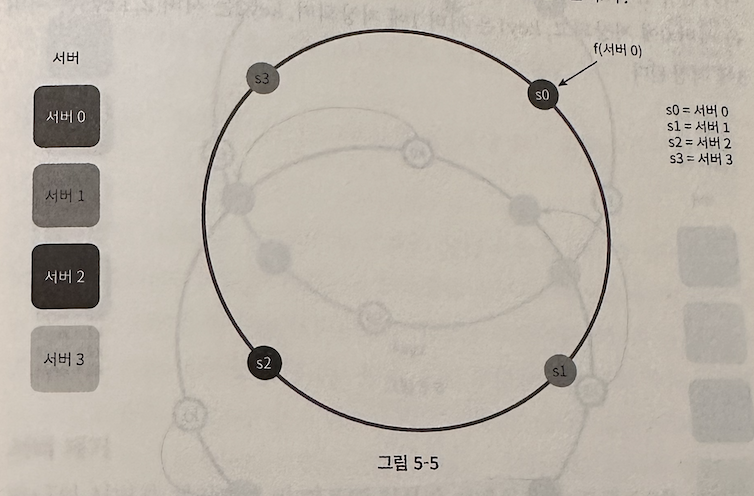 서버
서버 0
서버 1
서버 2
서버 3
s3
s0
s2
s1
f(서버 0)
s0 = 서버 0
s1 = 서버 1
s2 = 서버 2
s3 = 서버 3
그림 5-5